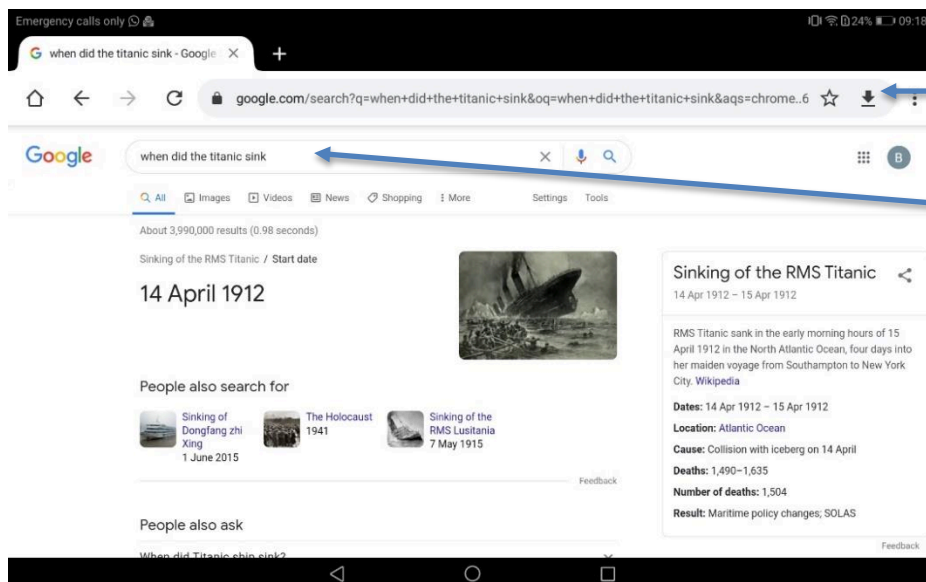 Emergency calls only
24% 09:18
when did the titanic sink - Google
google.com/search?q=when+did+the+titanic+sink&oq=when+did+the+titanic+sink&aqs=chrome..6
Google
when did the titanic sink
B
All Images Videos News Shopping More Settings Tools
About 3,990,000 results (0.98 seconds)
Sinking of the RMS Titanic / Start date
14 April 1912
People also search for
Sinking of
Dongfang zhi
Xing
1 June 2015
The Holocaust
1941
Sinking of the
RMS Lusitania
7 May 1915
Feedback
People also ask
When did Titanic ship sink?
Sinking of the RMS Titanic
14 Apr 1912 – 15 Apr 1912
RMS Titanic sank in the early morning hours of 15
April 1912 in the North Atlantic Ocean, four days into
her maiden voyage from Southampton to New York
City. Wikipedia
Dates: 14 Apr 1912 – 15 Apr 1912
Location: Atlantic Ocean
Cause: Collision with iceberg on 14 April
Deaths: 1,490–1,635
Number of deaths: 1,504
Result: Maritime policy changes; SOLAS
Feedback